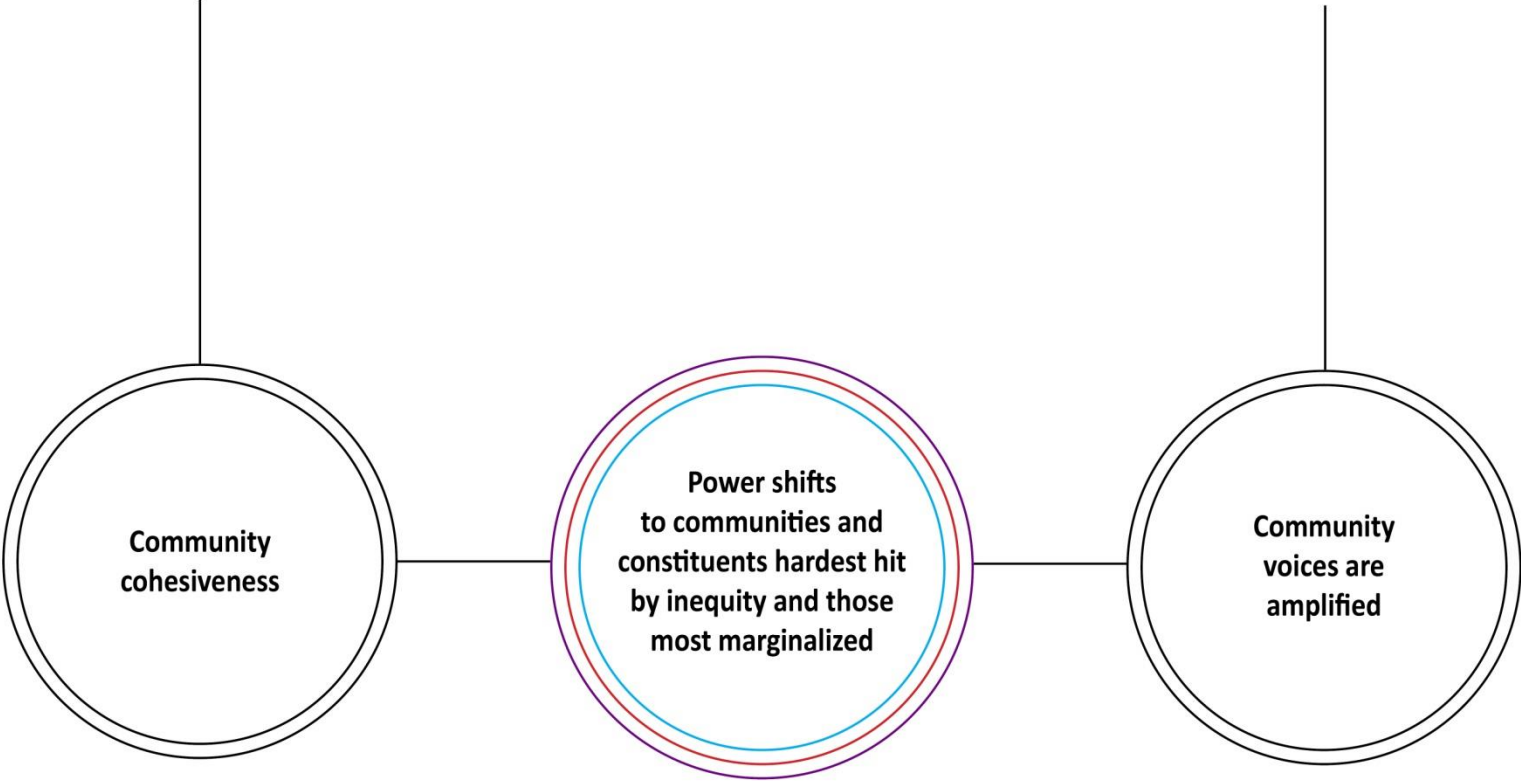 Community
cohesiveness
Power shifts
to communities and
constituents hardest hit
by inequity and those
most marginalized
Community
voices are
amplified